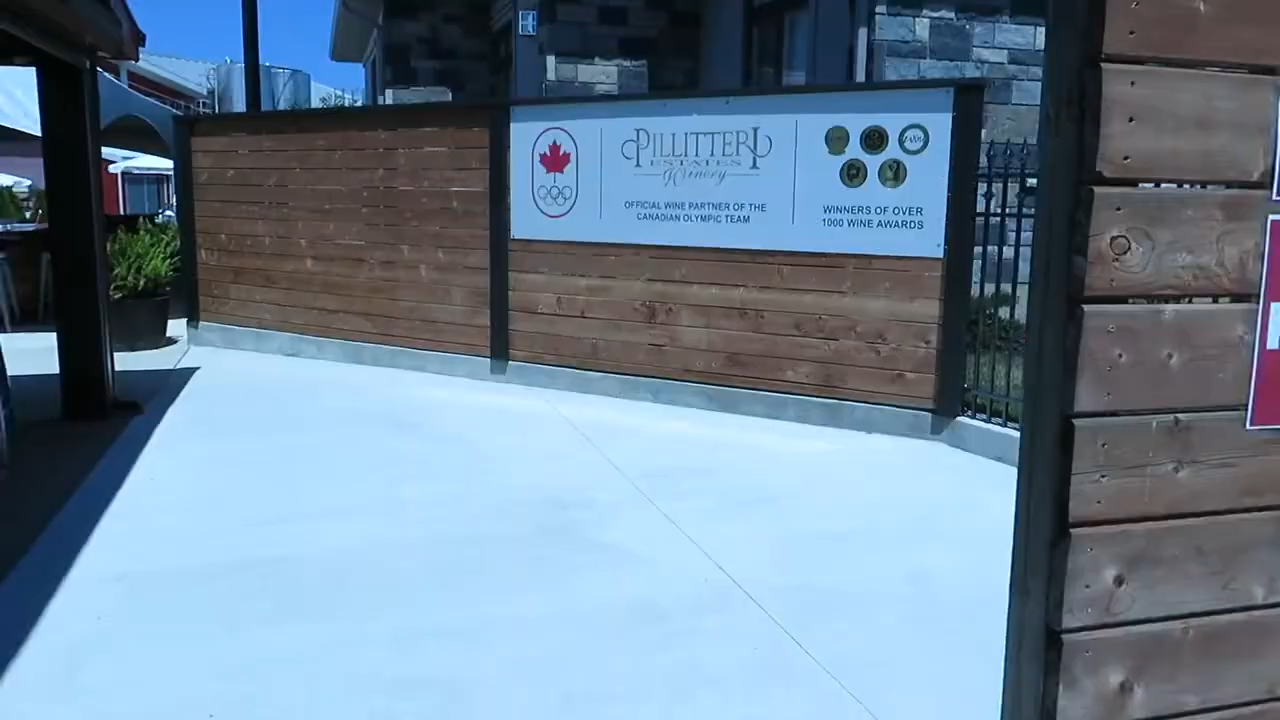 PILLITTERI
ESTATES
Winery
OFFICIAL WINE PARTNER OF THE
CANADIAN OLYMPIC TEAM
WINNERS OF OVER
1000 WINE AWARDS